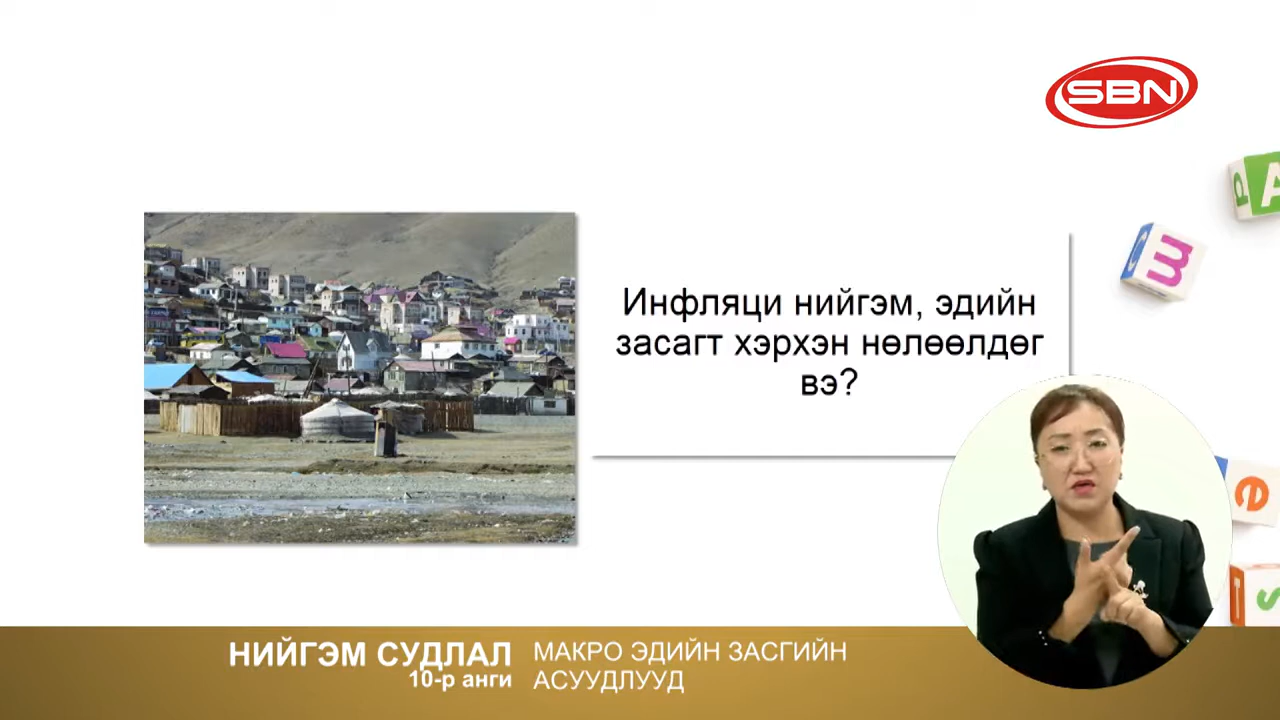 SBN
Инфляци нийгэм, эдийн
засагт хэрхэн нөлөөлдөг
вэ?
НИЙГЭМ СУДЛАЛ
10-р анги
МАКРО ЭДИЙН ЗАСГИЙН
АСУУДЛУУД